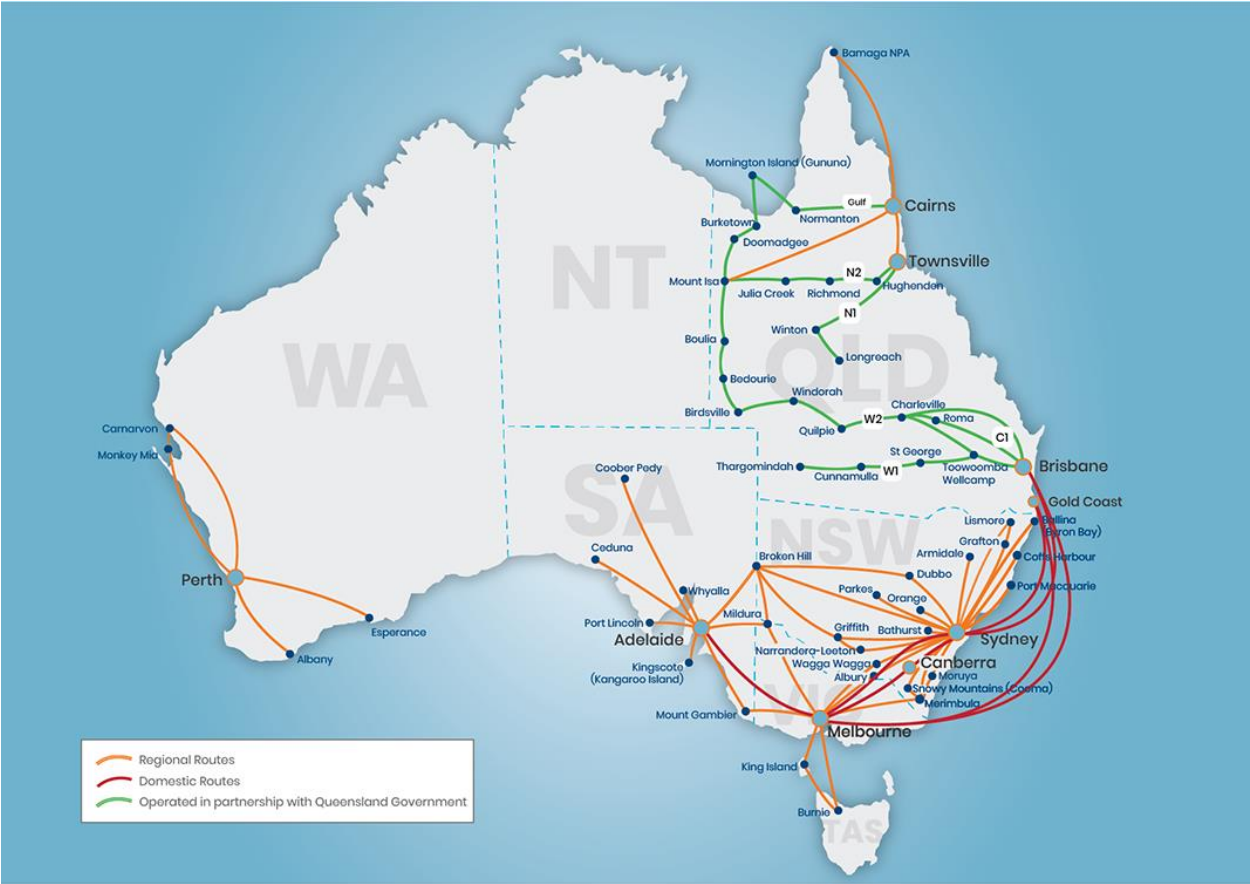 Bamaga NPA
Mornington Island (Gununa)
Gulf
Cairns
Normanton
Burketown
Doomadgee
Townsville
NT
N2
Mount Isa
Julia Creek
Richmond
Hughenden
N1
Winton
Boulia
Longreach
WA
QLD
Bedourie
Windorah
Birdsville
Charleville
Roma
W2
Quilpie
C1
Carnarvon
Monkey Mia
St George
Thargomindah
Cunnamulla
W1
Toowoomba
Wellcamp
Brisbane
Coober Pedy
SA
Gold Coast
NSW
Lismore
Ballina
(Byron Bay)
Grafton
Ceduna
Broken Hill
Armidale
Coffs Harbour
Dubbo
Perth
Whyalla
Parkes
Port Macquarie
Orange
Mildura
Port Lincoln
Adelaide
Griffith
Bathurst
Sydney
Esperance
Narrandera-Leeton
Albany
Kingscote
(Kangaroo Island)
Wagga Wagga
Canberra
Albury
Moruya
Snowy Mountains (Cooma)
VIC
Merimbula
Mount Gambier
Melbourne
King Island
Burnie
TAS
Regional Routes
Domestic Routes
Operated in partnership with Queensland Government